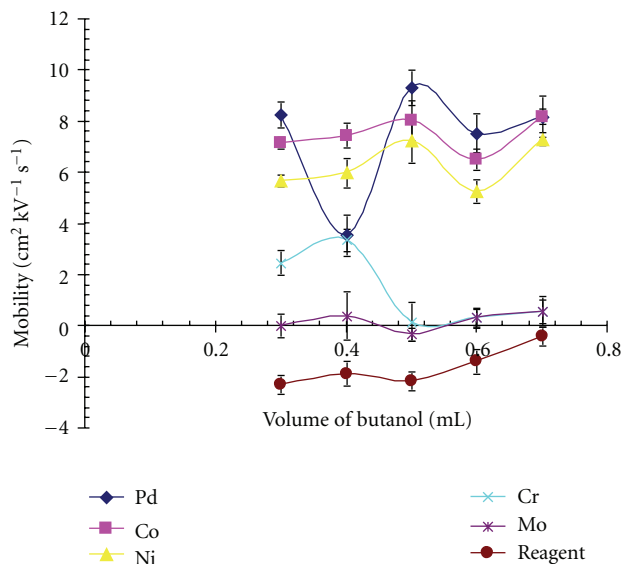 12
10
8
6
4
2
0
−2
−4
0
0.2
0.4
0.6
0.8
Mobility (cm² kV⁻¹ s⁻¹)
Volume of butanol (mL)
Pd
Co
Ni
Cr
Mo
Reagent